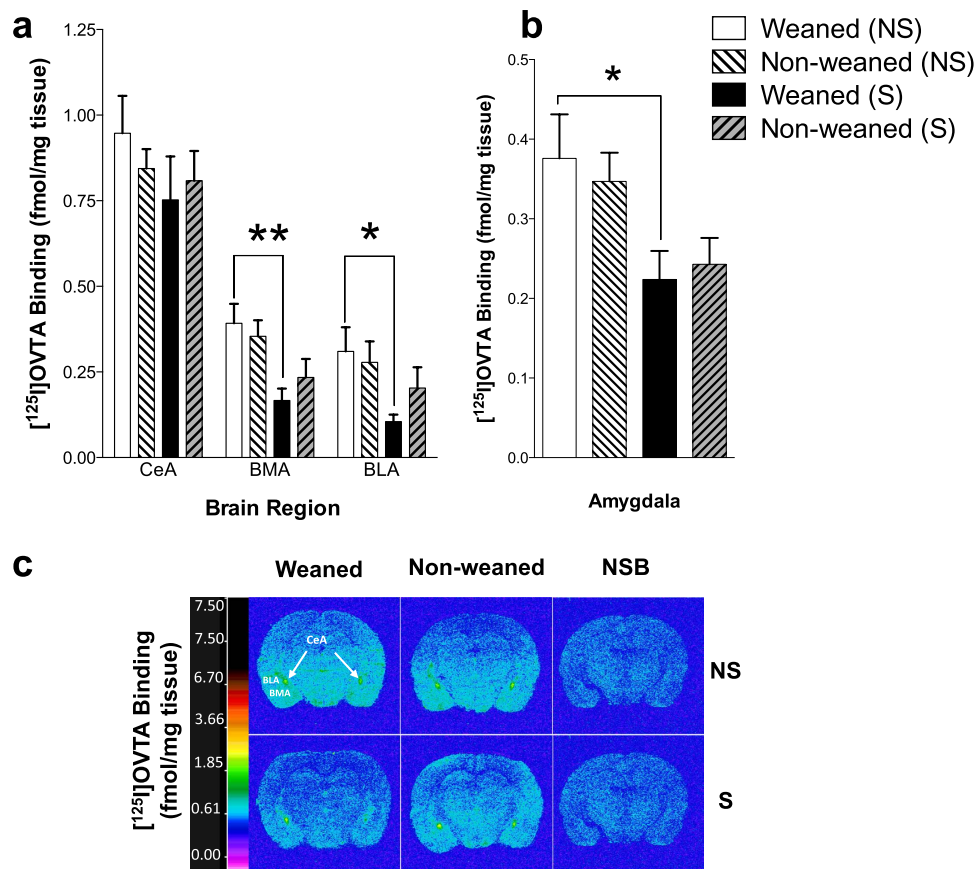 a
[¹²⁵I]OVTA Binding (fmol/mg tissue)
1.25
1.00
0.75
0.50
0.25
0.00
**
*
CeA
BMA
BLA
Brain Region
b
[¹²⁵I]OVTA Binding (fmol/mg tissue)
0.5
0.4
0.3
0.2
0.1
0.0
*
Amygdala
Weaned (NS)
Non-weaned (NS)
Weaned (S)
Non-weaned (S)
c
Weaned
Non-weaned
NSB
[¹²⁵I]OVTA Binding
(fmol/mg tissue)
7.50
7.50
6.70
3.66
1.85
0.61
0.00
CeA
BLA
BMA
NS
S